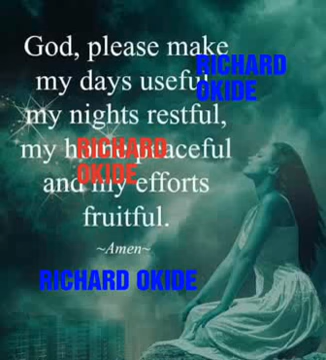 God, please make
my days useful,
my nights restful,
my
and my efforts
fruitful.
~Amen~
RICHARD
OKIDE
RICHARD
OKIDE
RICHARD OKIDE